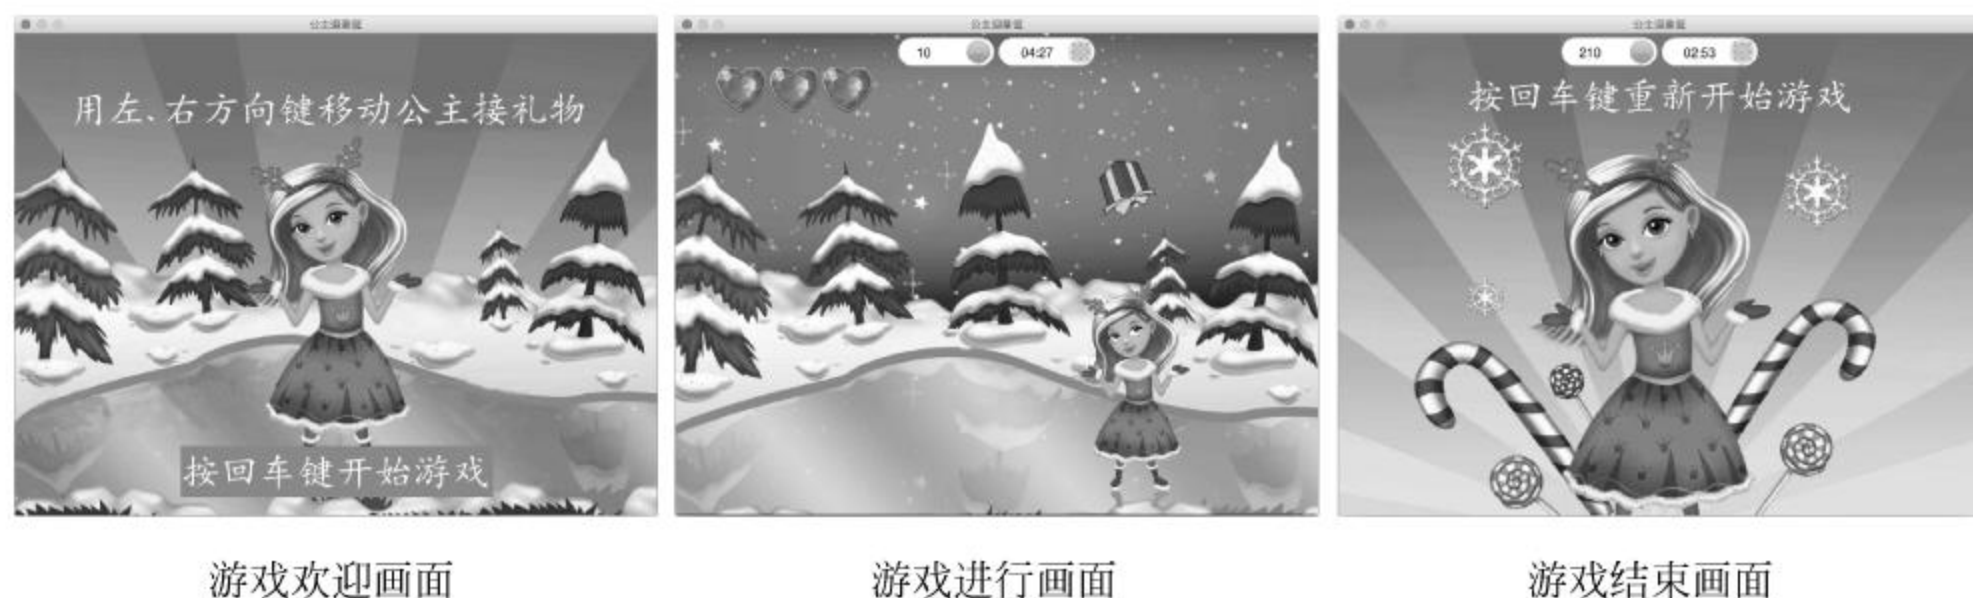 用左、右方向键移动公主接礼物
按回车键开始游戏
10
04:27
210
02:53
按回车键重新开始游戏
游戏欢迎画面
游戏进行画面
游戏结束画面